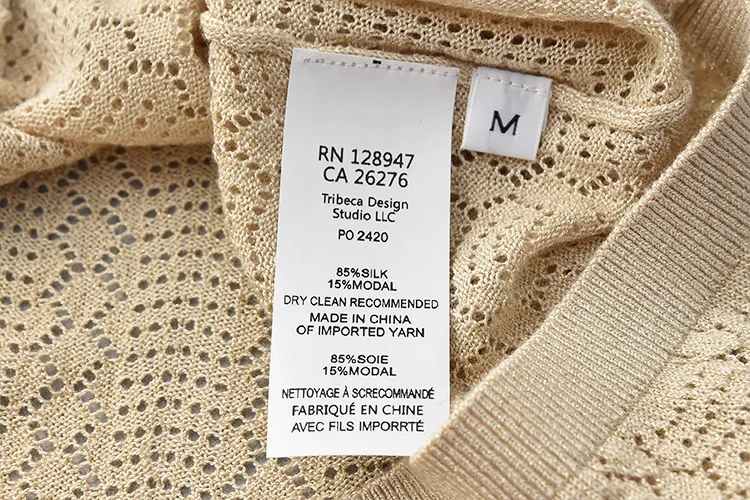 RN 128947
CA 26276
Tribeca Design
Studio LLC
PO 2420
85%SILK
15%MODAL
DRY CLEAN RECOMMENDED
MADE IN CHINA
OF IMPORTED YARN
85%SOIE
15%MODAL
NETTOYAGE À SCRECOMMANDÉ
FABRIQUÉ EN CHINE
AVEC FILS IMPORRTÉ
M